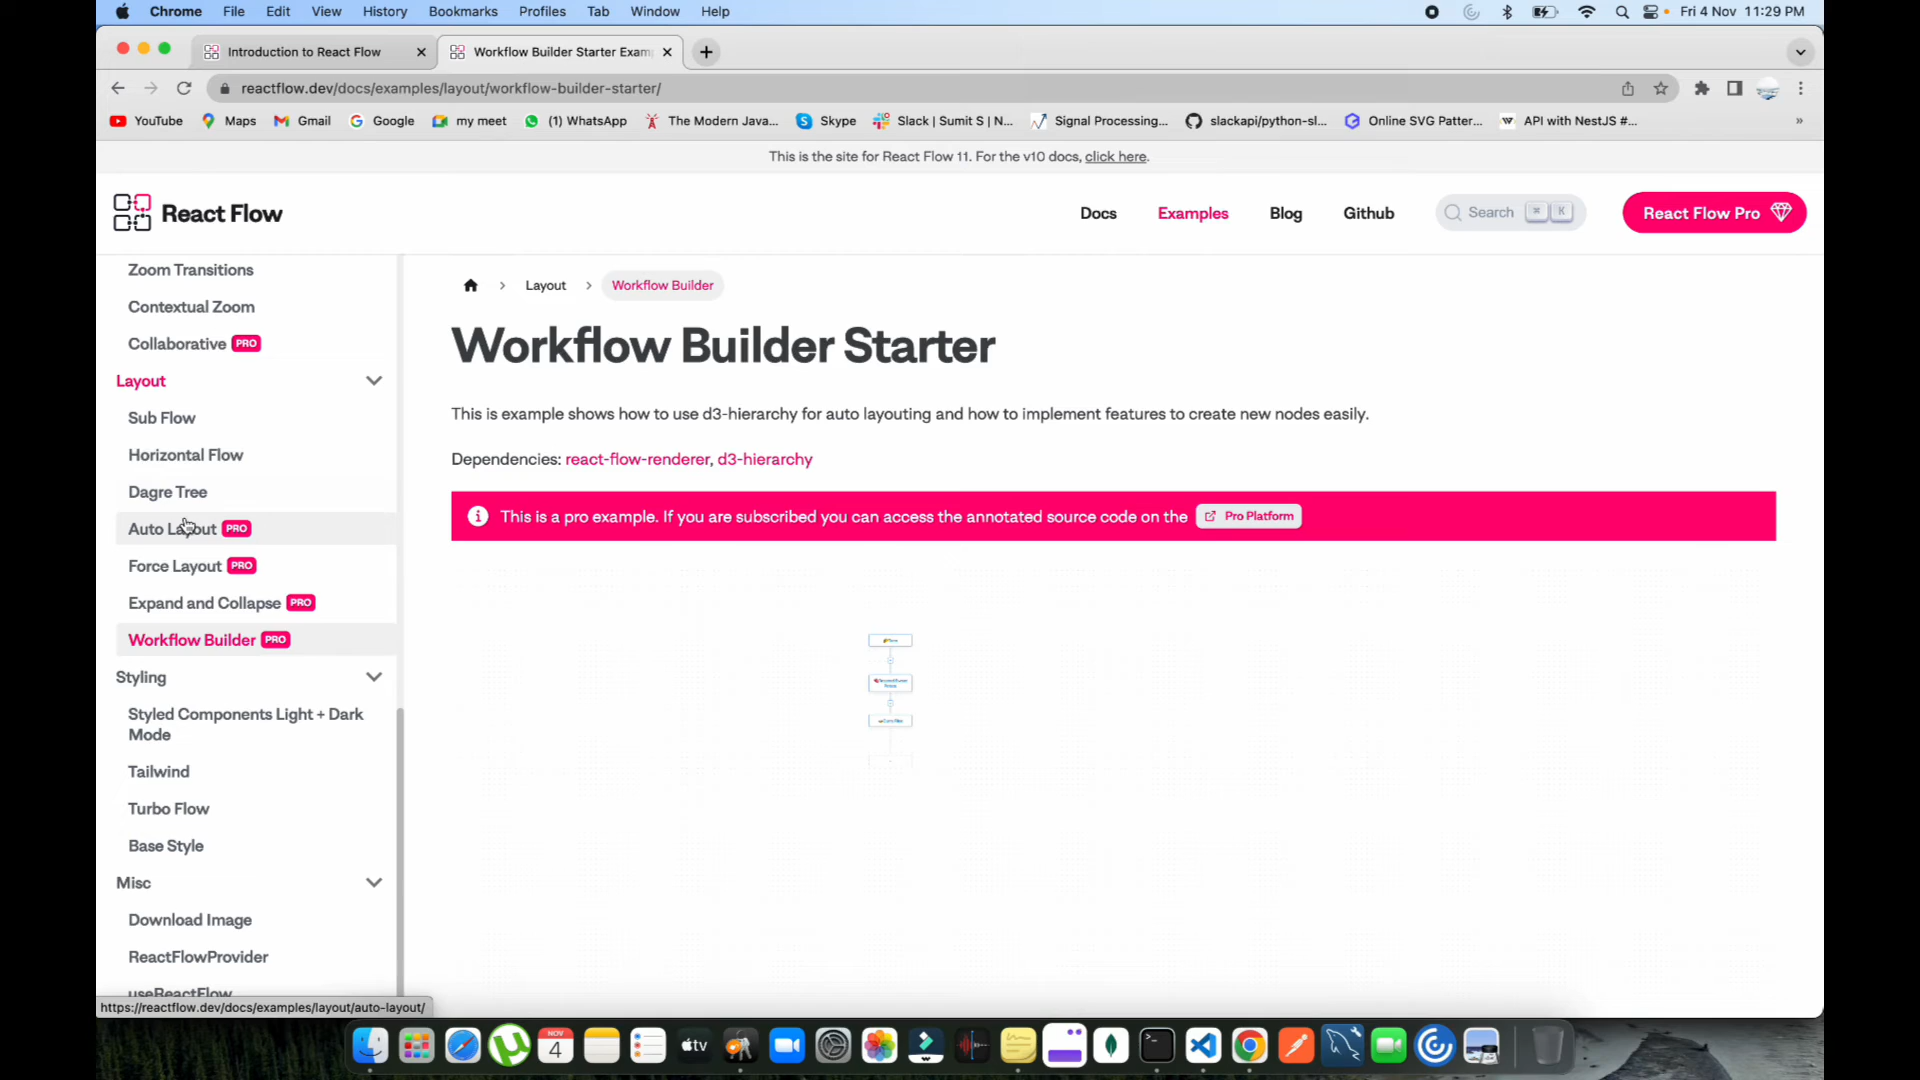 Chrome File Edit View History Bookmarks Profiles Tab Window Help Fri 4 Nov 11:29 PM
Introduction to React Flow Workflow Builder Starter Exam
reactflow.dev/docs/examples/layout/workflow-builder-starter/
YouTube Maps Gmail Google my meet (1) WhatsApp The Modern Java... Skype Slack | Sumit S | N... Signal Processing,... slackapi/python-sl... Online SVG Patter... API with NestJS #... »
This is the site for React Flow 11. For the v10 docs, click here.
React Flow Docs Examples Blog Github Search ⌘ K React Flow Pro
Zoom Transitions
Contextual Zoom
Collaborative PRO
Layout
Sub Flow
Horizontal Flow
Dagre Tree
Auto Layout PRO
Force Layout PRO
Expand and Collapse PRO
Workflow Builder PRO
Styling
Styled Components Light + Dark
Mode
Tailwind
Turbo Flow
Base Style
Misc
Download Image
ReactFlowProvider
useReactFlow
https://reactflow.dev/docs/examples/layout/auto-layout/
Layout Workflow Builder
Workflow Builder Starter
This is example shows how to use d3-hierarchy for auto layouting and how to implement features to create new nodes easily.
Dependencies: react-flow-renderer, d3-hierarchy
This is a pro example. If you are subscribed you can access the annotated source code on the Pro Platform
NOV
4
tv